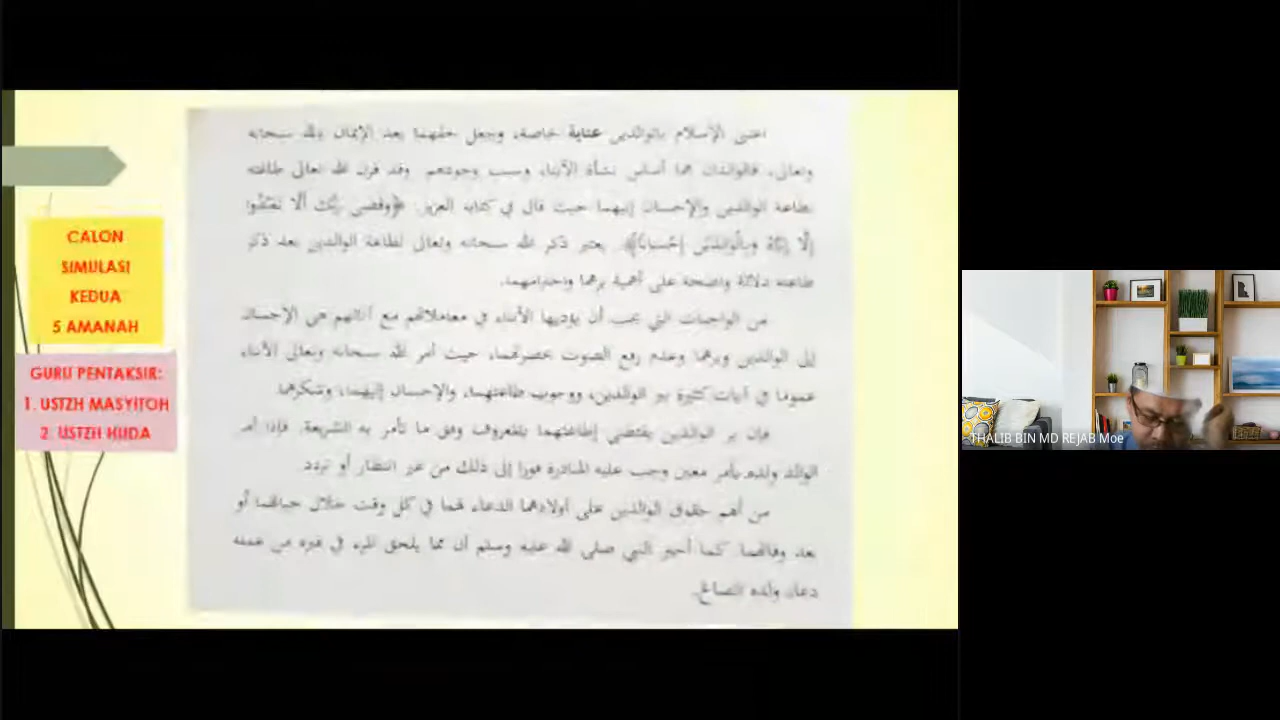 اعتنى الإسلام بالوالدين عناية خاصة، وجعل حقهما بعد الإيمان بالله سبحانه
وتعالى، فالوالدان هما أساس نشأة الأبناء وسبب وجودهم وقد قرن الله تعالى طاعته
بطاعة الوالدين والإحسان إليهما حيث قال في كتابه العزيز: ﴿وَقَضَى رَبُّكَ أَلَّا تَعْبُدُوا
إِلَّا إِيَّاهُ وَبِالْوَالِدَيْنِ إِحْسَانًا﴾. يعتبر ذكر الله سبحانه وتعالى لطاعة الوالدين بعد ذكر
طاعته دلالة واضحة على أهمية برهما واحترامهما.
من الواجبات التي يجب أن يؤديها الأبناء في معاملاتهم مع آبائهم هي الإحسان
إلى الوالدين وبرهما وعدم رفع الصوت بحضرتهما، حيث أمر الله سبحانه وتعالى الأبناء
عموما في آيات كثيرة ببر الوالدين، ووجوب طاعتهما، والإحسان إليهما، وشكرهما.
فإن بر الوالدين يقتضي إطاعتهما بالمعروف وفق ما تأمر به الشريعة. فإذا أمر
الوالد ولده بأمر معين وجب عليه المبادرة فورا إلى ذلك من غير انتظار أو تردد.
من أهم حقوق الوالدين على أولادهما الدعاء لهما في كل وقت خلال حياتهما أو
بعد وفاتهما. كما أخبر النبي صلى الله عليه وسلم أن مما يلحق المرء في قبره من عمله
دعاء ولده الصالح.
CALON
SIMULASI
KEDUA
5 AMANAH
GURU PENTAKSIR:
1. USTZH MASYITOH
2. USTZH HUDA
THALIB BIN MD REJAB Moe